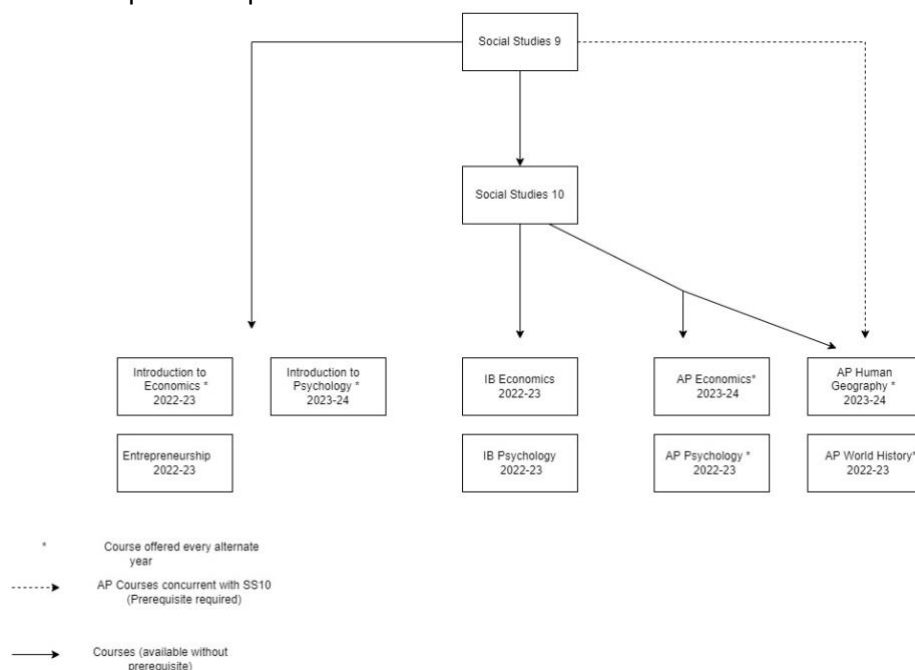 Social Studies 9
Social Studies 10
Introduction to
Economics *
2022-23
Introduction to
Psychology *
2023-24
IB Economics
2022-23
AP Economics*
2023-24
AP Human
Geography *
2023-24
Entrepreneurship
2022-23
IB Psychology
2022-23
AP Psychology *
2022-23
AP World History*
2022-23
* Course offered every alternate
year
AP Courses concurrent with SS10
(Prerequisite required)
Courses (available without
prerequisite)